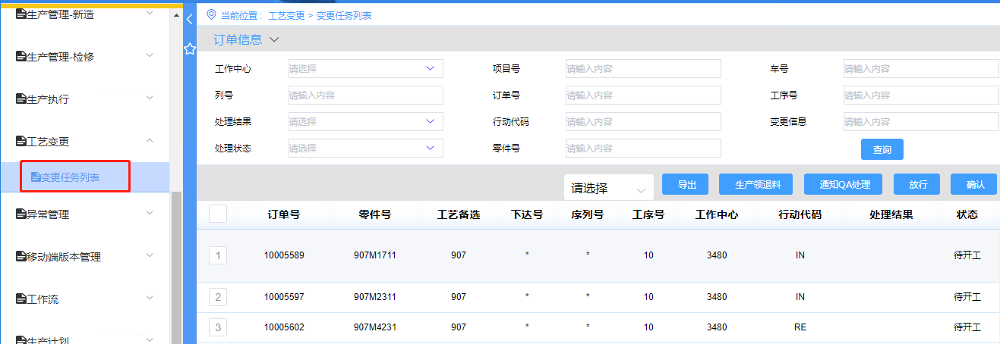 生产管理-新造
生产管理-检修
生产执行
工艺变更
变更任务列表
异常管理
移动端版本管理
工作流
生产计划
当前位置： 工艺变更 > 变更任务列表
订单信息
工作中心 请选择 项目号 请输入内容 车号 请输入内容
列号 请输入内容 订单号 请输入内容 工序号 请输入内容
处理结果 请选择 行动代码 请输入内容 变更信息 请输入内容
处理状态 请选择 零件号 请输入内容 查询
请选择 导出 生产领退料 通知QA处理 放行 确认
订单号 零件号 工艺备选 下达号 序列号 工序号 工作中心 行动代码 处理结果 状态
1 10005589 907M1711 907 * * 10 3480 IN 待开工
2 10005597 907M2311 907 * * 10 3480 IN 待开工
3 10005602 907M4231 907 * * 10 3480 RE 待开工